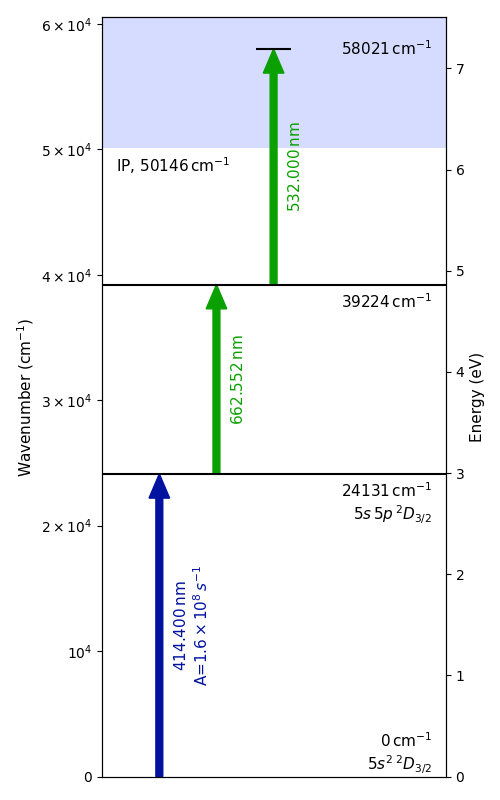 6 × 10⁴
58021 cm⁻¹
7
5 × 10⁴
IP, 50146 cm⁻¹
532.000 nm
6
4 × 10⁴
5
39224 cm⁻¹
662.552 nm
4
3 × 10⁴
Wavenumber (cm⁻¹)
Energy (eV)
3
24131 cm⁻¹
5s 5p ²D₃/₂
2 × 10⁴
2
414.400 nm
A=1.6 × 10⁸ s⁻¹
10⁴
1
0 cm⁻¹
5s² ²D₃/₂
0
0